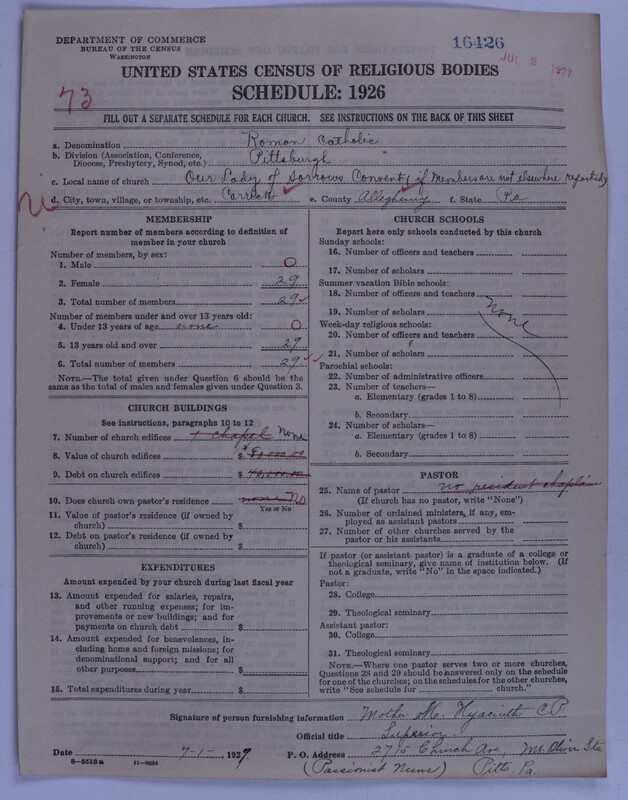 DEPARTMENT OF COMMERCE
BUREAU OF THE CENSUS
WASHINGTON
16426
JUL 2 1927
UNITED STATES CENSUS OF RELIGIOUS BODIES
SCHEDULE: 1926
73
FILL OUT A SEPARATE SCHEDULE FOR EACH CHURCH. SEE INSTRUCTIONS ON THE BACK OF THIS SHEET
a. Denomination Roman Catholic
b. Division (Association, Conference, Diocese, Presbytery, Synod, etc.) Pittsburgh
c. Local name of church Our Lady of Sorrows Convent, if Members are not elsewhere reported
d. City, town, village, or township, etc. Carrick e. County Allegheny f. State Pa
MEMBERSHIP
Report number of members according to definition of
member in your church
Number of members, by sex:
1. Male 0
2. Female 29
3. Total number of members 29
Number of members under and over 13 years old:
4. Under 13 years of age none 0
5. 13 years old and over 29
6. Total number of members 29
NOTE.—The total given under Question 6 should be the
same as the total of males and females given under Question 3.
CHURCH BUILDINGS
See instructions, paragraphs 10 to 12
7. Number of church edifices 1 chapel None
8. Value of church edifices $
9. Debt on church edifices $
10. Does church own pastor's residence none No
Yes or No
11. Value of pastor's residence (if owned by
church) $
12. Debt on pastor's residence (if owned by
church) $
EXPENDITURES
Amount expended by your church during last fiscal year
13. Amount expended for salaries, repairs,
and other running expenses; for im-
provements or new buildings; and for
payments on church debt $
14. Amount expended for benevolences, in-
cluding home and foreign missions; for
denominational support; and for all
other purposes $
15. Total expenditures during year $
CHURCH SCHOOLS
Report here only schools conducted by this church
Sunday schools:
16. Number of officers and teachers
17. Number of scholars
Summer vacation Bible schools:
18. Number of officers and teachers
19. Number of scholars None
Week-day religious schools:
20. Number of officers and teachers
21. Number of scholars
Parochial schools:
22. Number of administrative officers
23. Number of teachers—
a. Elementary (grades 1 to 8)
b. Secondary
24. Number of scholars—
a. Elementary (grades 1 to 8)
b. Secondary
PASTOR
25. Name of pastor no resident chaplain
(If church has no pastor, write "None")
26. Number of ordained ministers, if any, em-
ployed as assistant pastors
27. Number of other churches served by the
pastor or his assistants
If pastor (or assistant pastor) is a graduate of a college or
theological seminary, give name of institution below. (If
not a graduate, write "No" in the space indicated.)
Pastor:
28. College
29. Theological seminary
Assistant pastor:
30. College
31. Theological seminary
NOTE.—Where one pastor serves two or more churches,
Questions 28 and 29 should be answered only on the schedule
for one of the churches; on the schedules for the other churches,
write "See schedule for church."
Signature of person furnishing information Mother M. Hyacinth C P
Official title Superior
Date 7-1-, 1927 P. O. Address 2715 Church Ave, Mt. Oliver Sta
(Passionist Nuns) Pitts. Pa.
6—5518a 11—9034